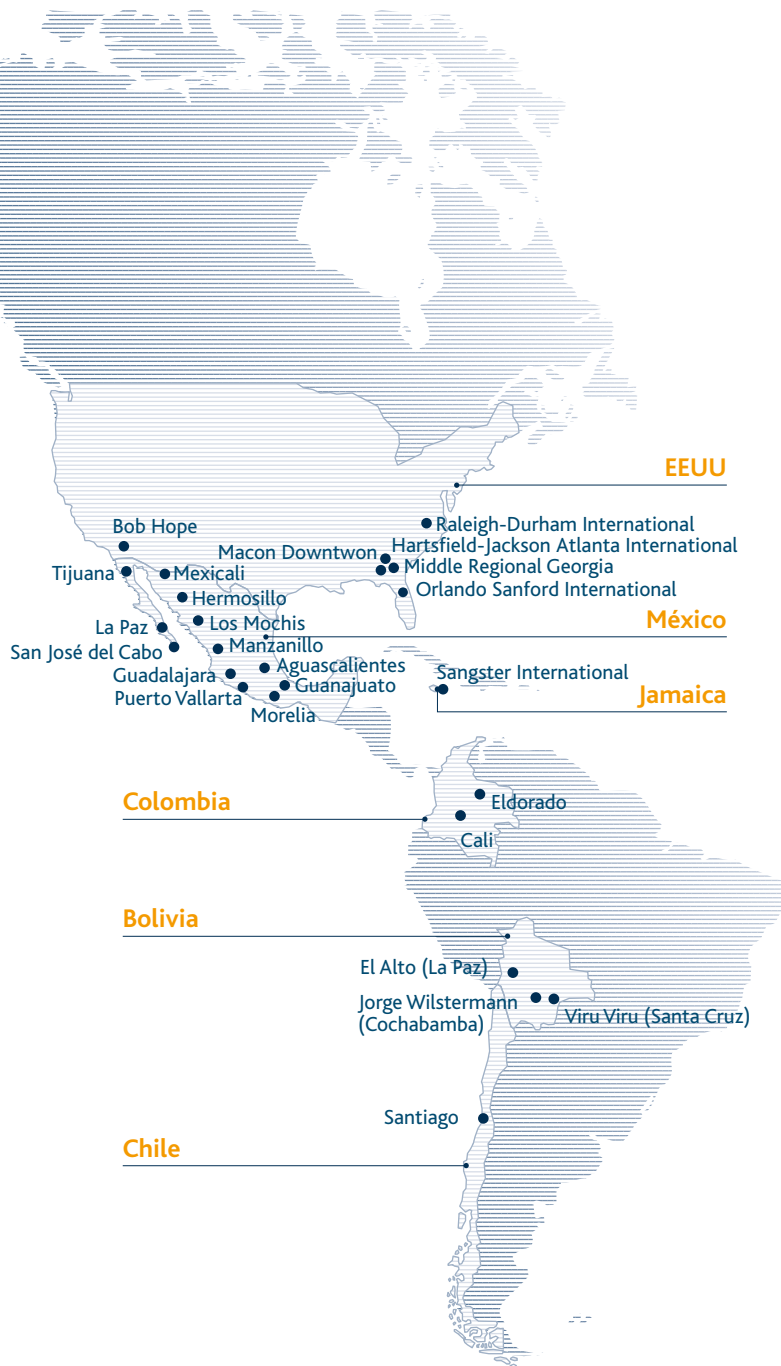 EEUU
Bob Hope
Raleigh-Durham International
Hartsfield-Jackson Atlanta International
Macon Downtwon
Middle Regional Georgia
Tijuana
Mexicali
Orlando Sanford International
Hermosillo
México
Los Mochis
La Paz
Manzanillo
San José del Cabo
Aguascalientes
Guadalajara
Sangster International
Guanajuato
Puerto Vallarta
Jamaica
Morelia
Colombia
Eldorado
Cali
Bolivia
El Alto (La Paz)
Jorge Wilstermann
(Cochabamba)
Viru Viru (Santa Cruz)
Santiago
Chile